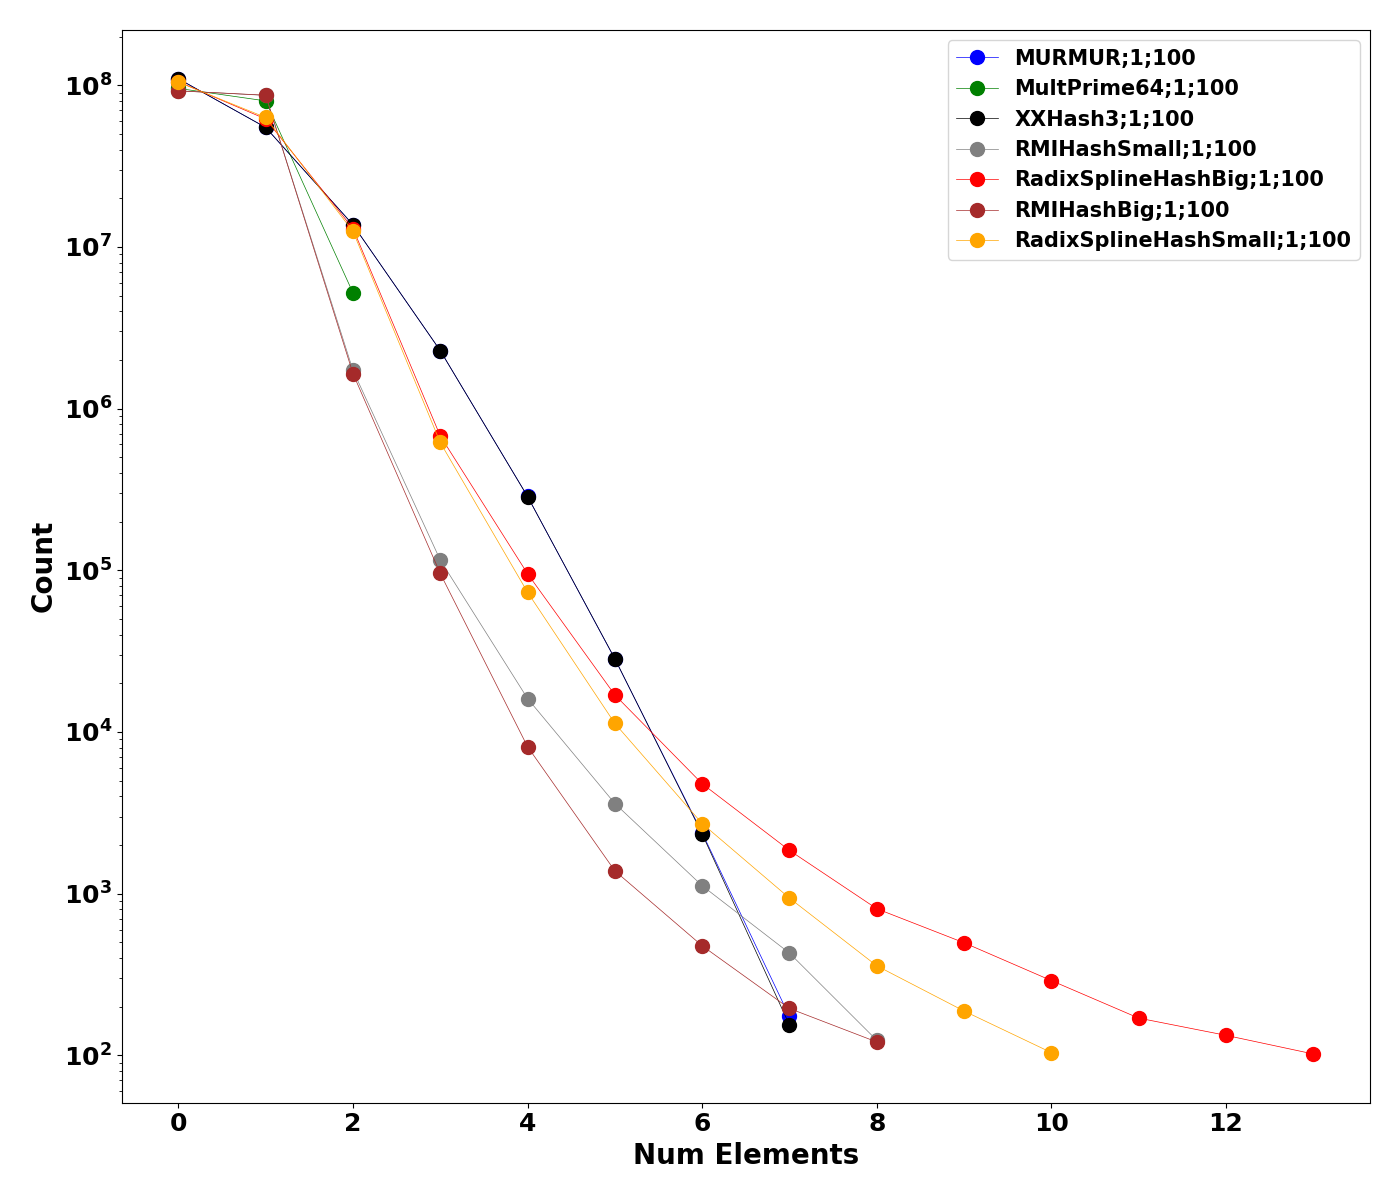 MURMUR;1;100
MultPrime64;1;100
XXHash3;1;100
RMIHashSmall;1;100
RadixSplineHashBig;1;100
RMIHashBig;1;100
RadixSplineHashSmall;1;100
10⁸
10⁷
10⁶
10⁵
10⁴
10³
10²
Count
0 2 4 6 8 10 12
Num Elements